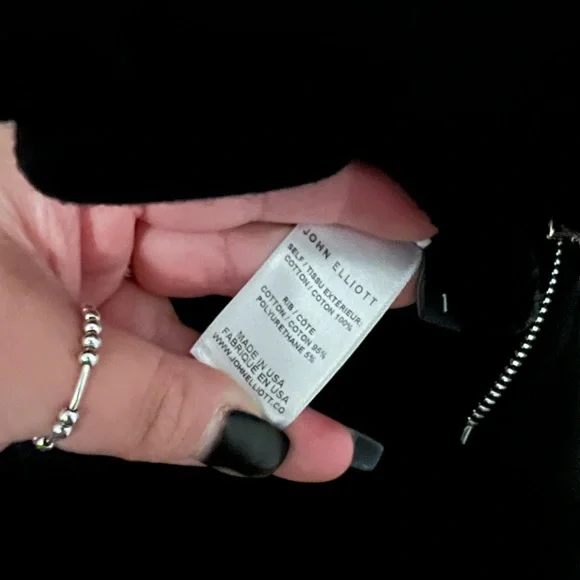 JOHN ELLIOTT
SELF / TISSU EXTÉRIEUR:
COTTON / COTON 100%
RIB / CÔTE
COTTON / COTON 95%
POLYURETHANE 5%
MADE IN USA
FABRIQUÉ EN USA
WWW.JOHNELLIOTT.CO